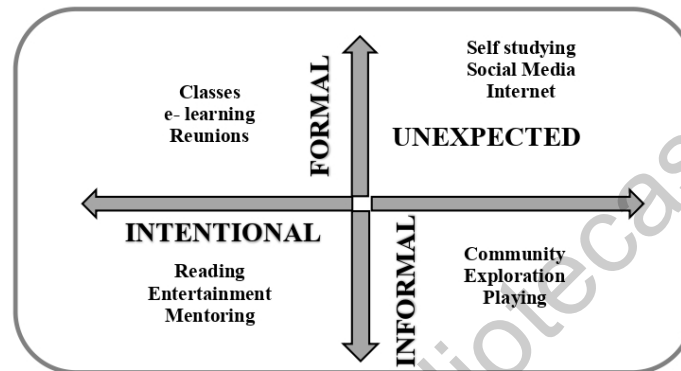 Self studying
Social Media
Internet
Classes
e- learning
Reunions
FORMAL
UNEXPECTED
INTENTIONAL
INFORMAL
Reading
Entertainment
Mentoring
Community
Exploration
Playing